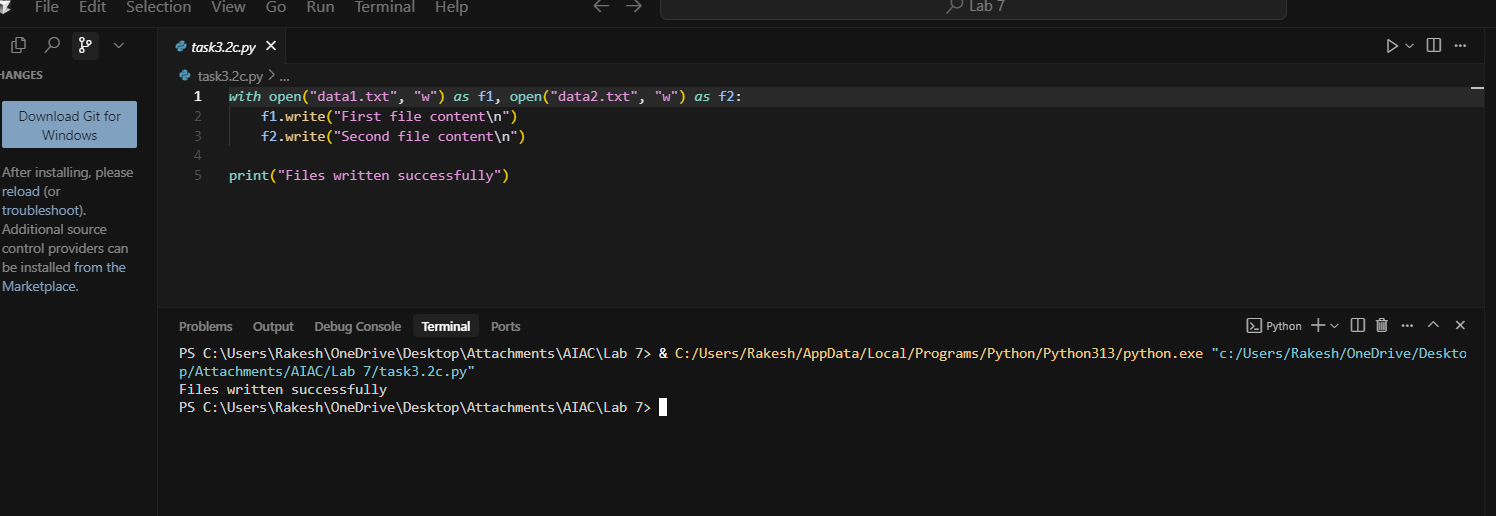 File Edit Selection View Go Run Terminal Help
Lab 7
task3.2c.py
HANGES
task3.2c.py > ...
Download Git for
Windows
After installing, please
reload (or
troubleshoot).
Additional source
control providers can
be installed from the
Marketplace.
1 with open("data1.txt", "w") as f1, open("data2.txt", "w") as f2:
2     f1.write("First file content\n")
3     f2.write("Second file content\n")
4
5 print("Files written successfully")
Problems Output Debug Console Terminal Ports
Python
PS C:\Users\Rakesh\OneDrive\Desktop\Attachments\AIAC\Lab 7> & C:/Users/Rakesh/AppData/Local/Programs/Python/Python313/python.exe "c:/Users/Rakesh/OneDrive/Deskto
p/Attachments/AIAC/Lab 7/task3.2c.py"
Files written successfully
PS C:\Users\Rakesh\OneDrive\Desktop\Attachments\AIAC\Lab 7>